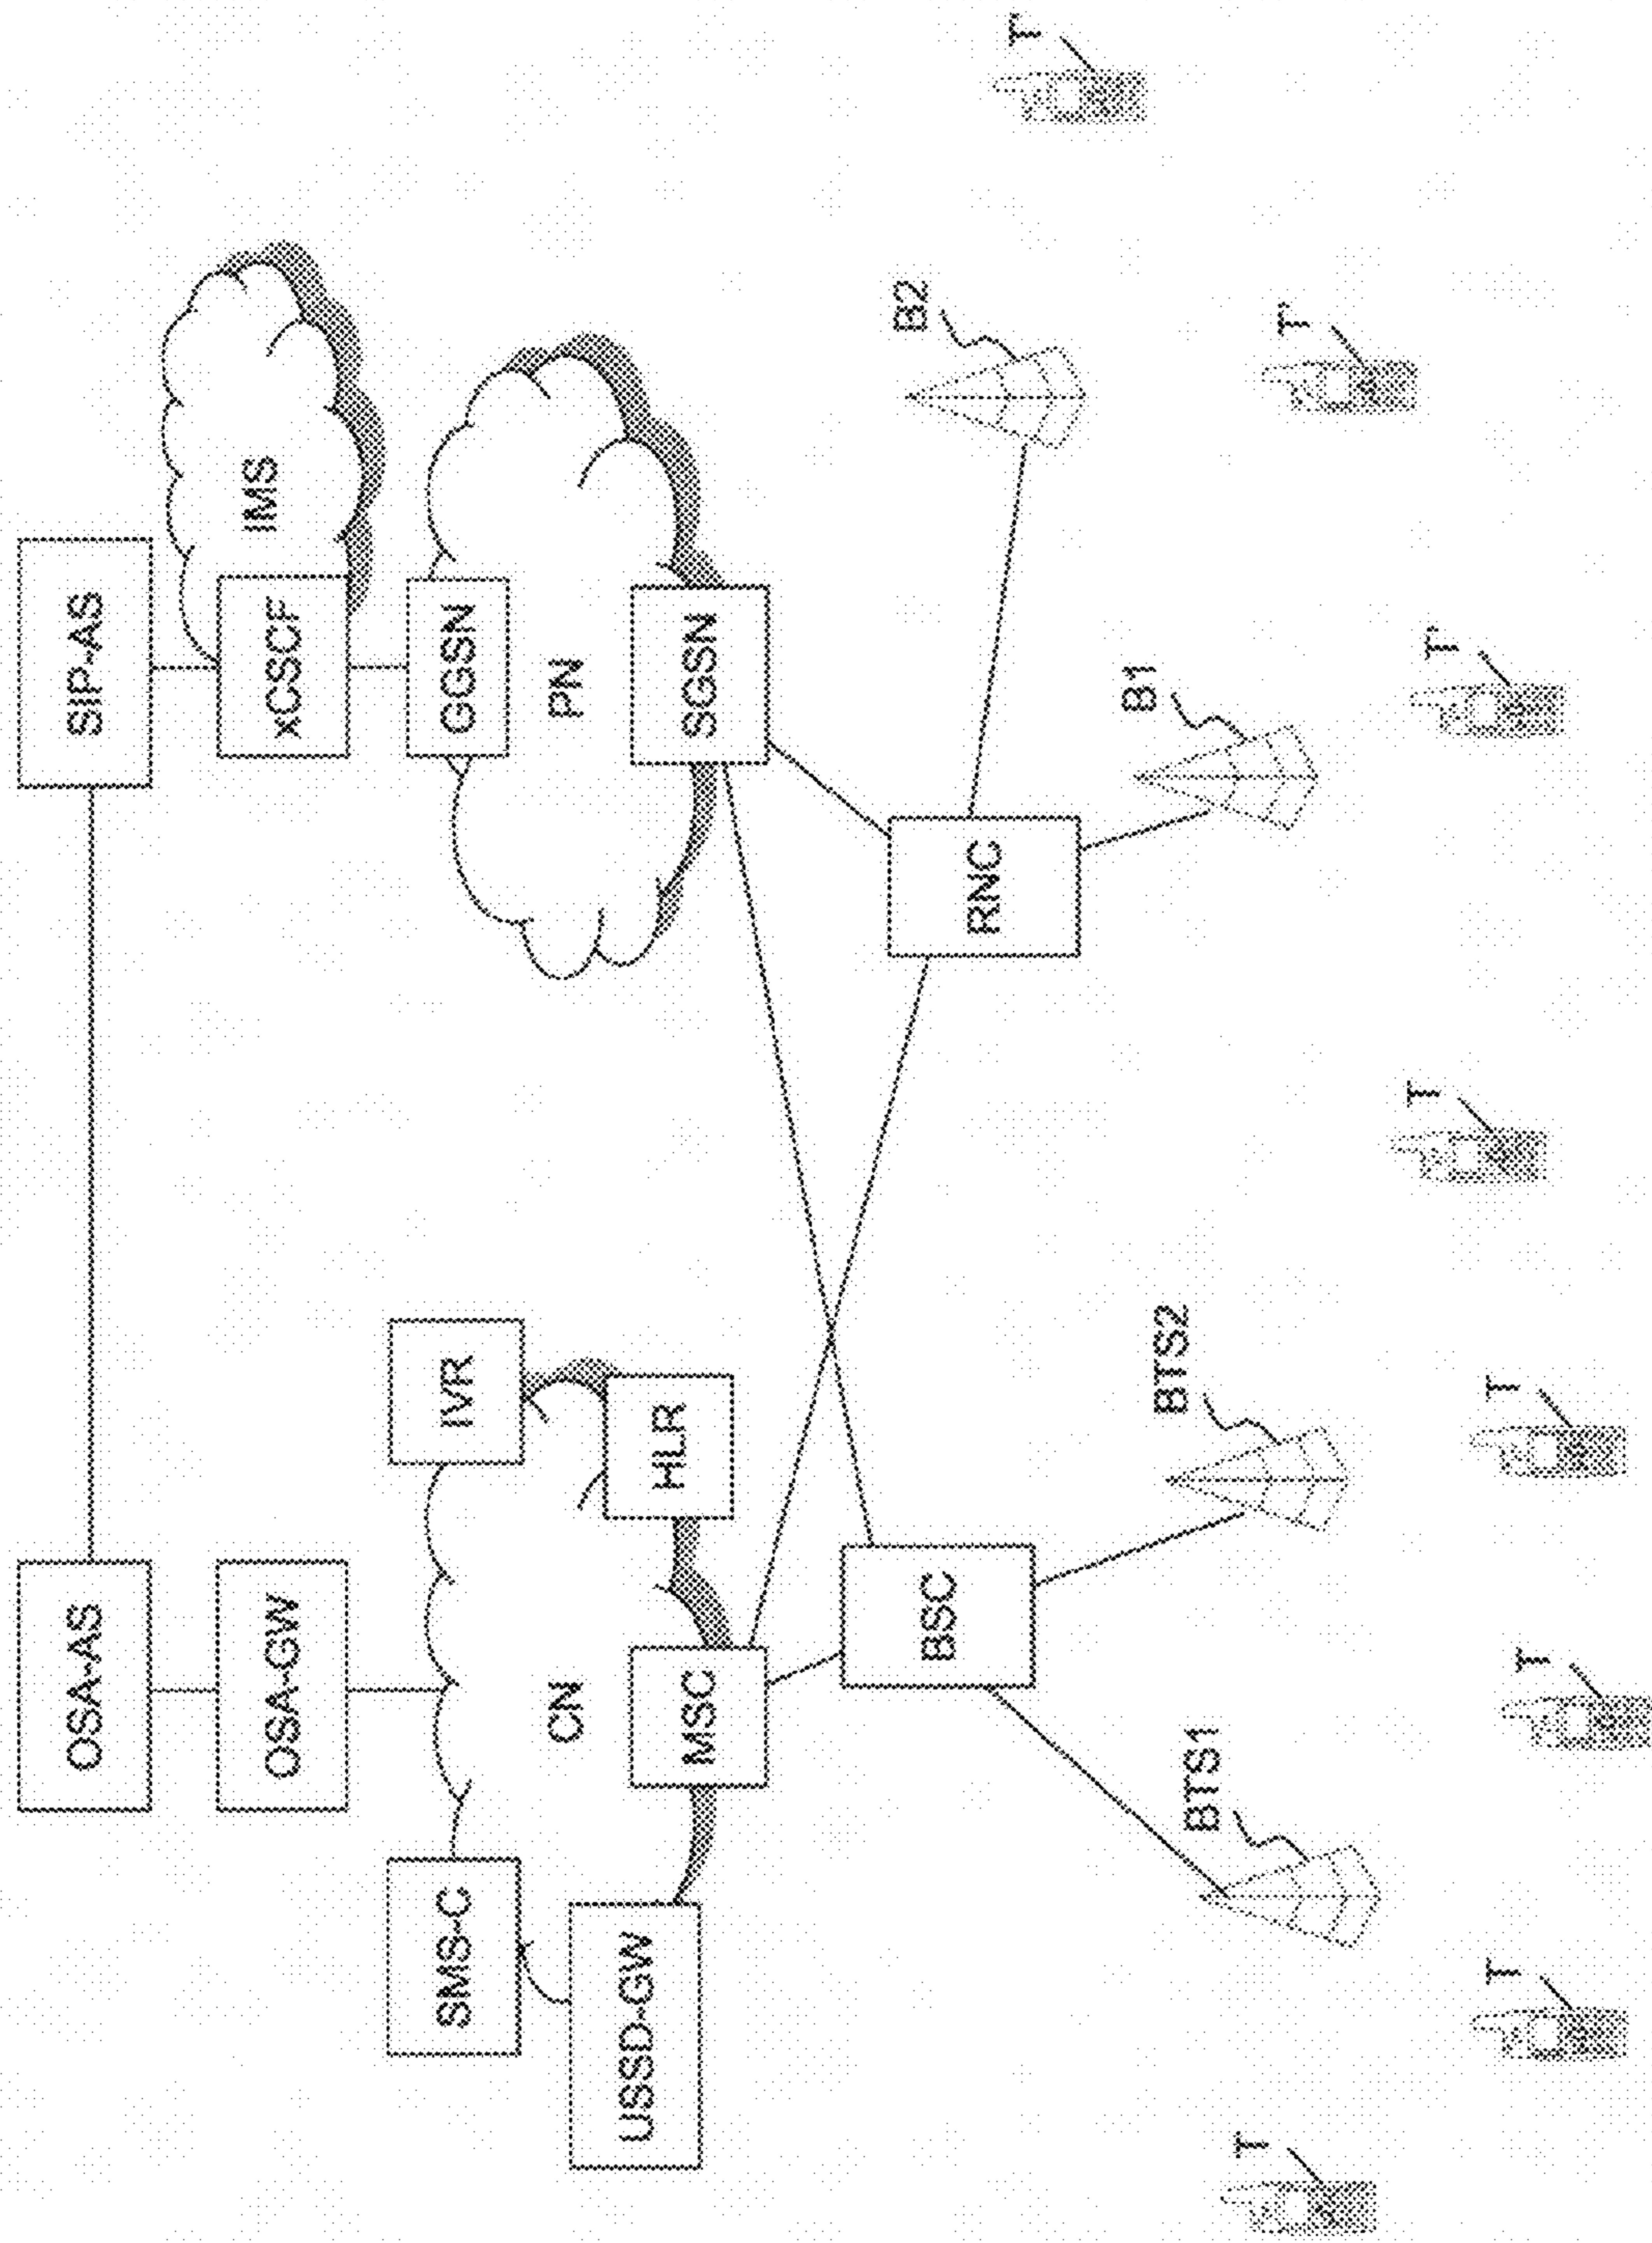 OSA-AS
SIP-AS
OSA-GW
xCSCF
IMS
SMS-C
IVR
GGSN
CN
PN
USSD-GW
HLR
MSC
SGSN
B2
BSC
RNC
T'
B1
BTS2
BTS1
T
T'
T
T'
T
T
T